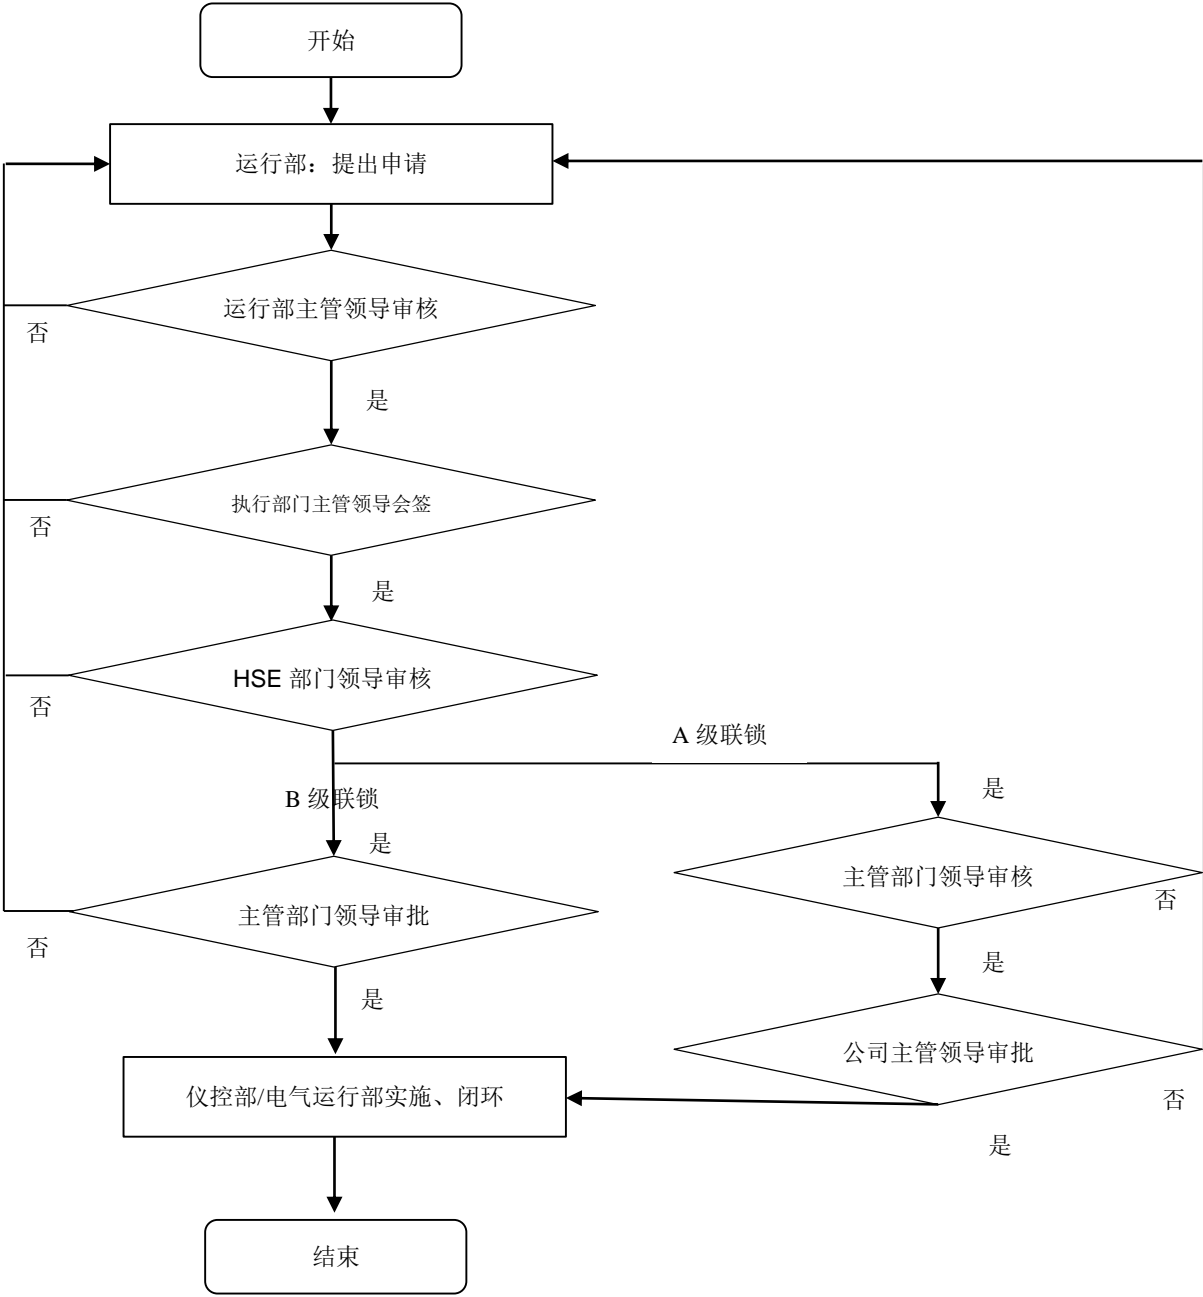 开始
运行部：提出申请
运行部主管领导审核
否
是
执行部门主管领导会签
否
是
HSE 部门领导审核
否
A 级联锁
是
B 级联锁
是
主管部门领导审核
否
主管部门领导审批
否
是
是
公司主管领导审批
仪控部/电气运行部实施、闭环
否
是
结束